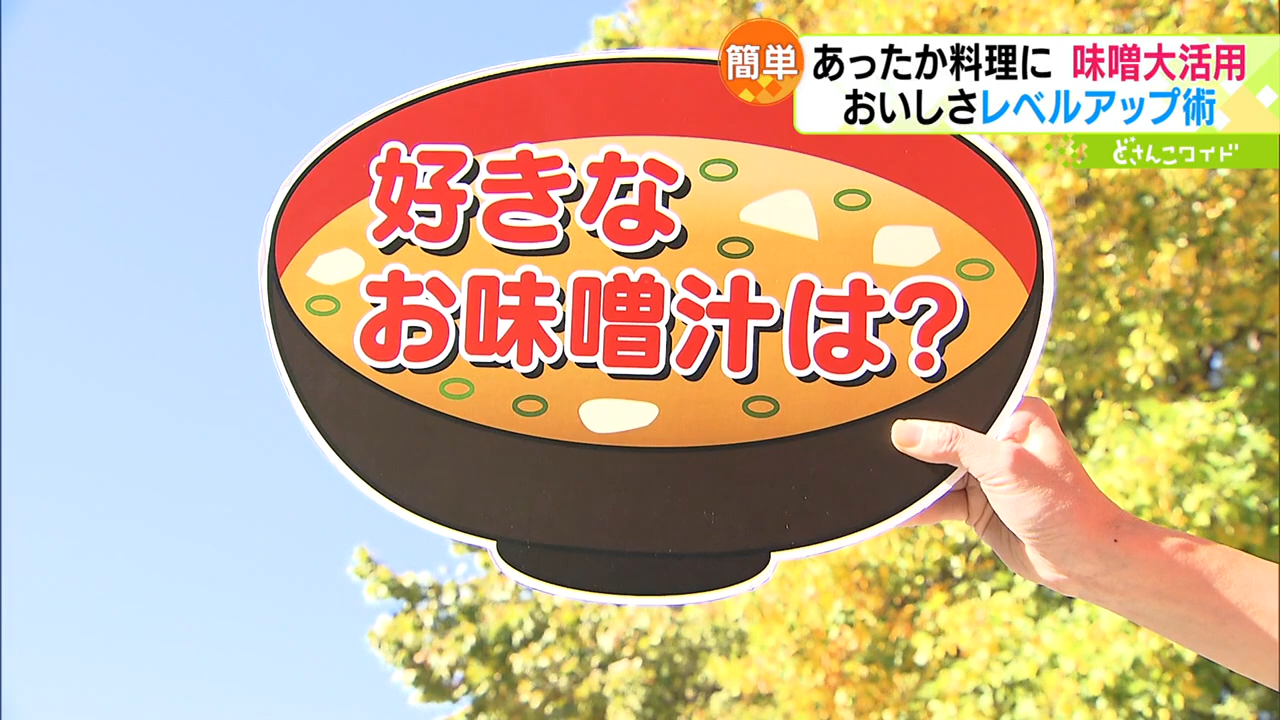 簡単
あったか料理に 味噌大活用
おいしさレベルアップ術
どさんこワイド
好きな
お味噌汁は?